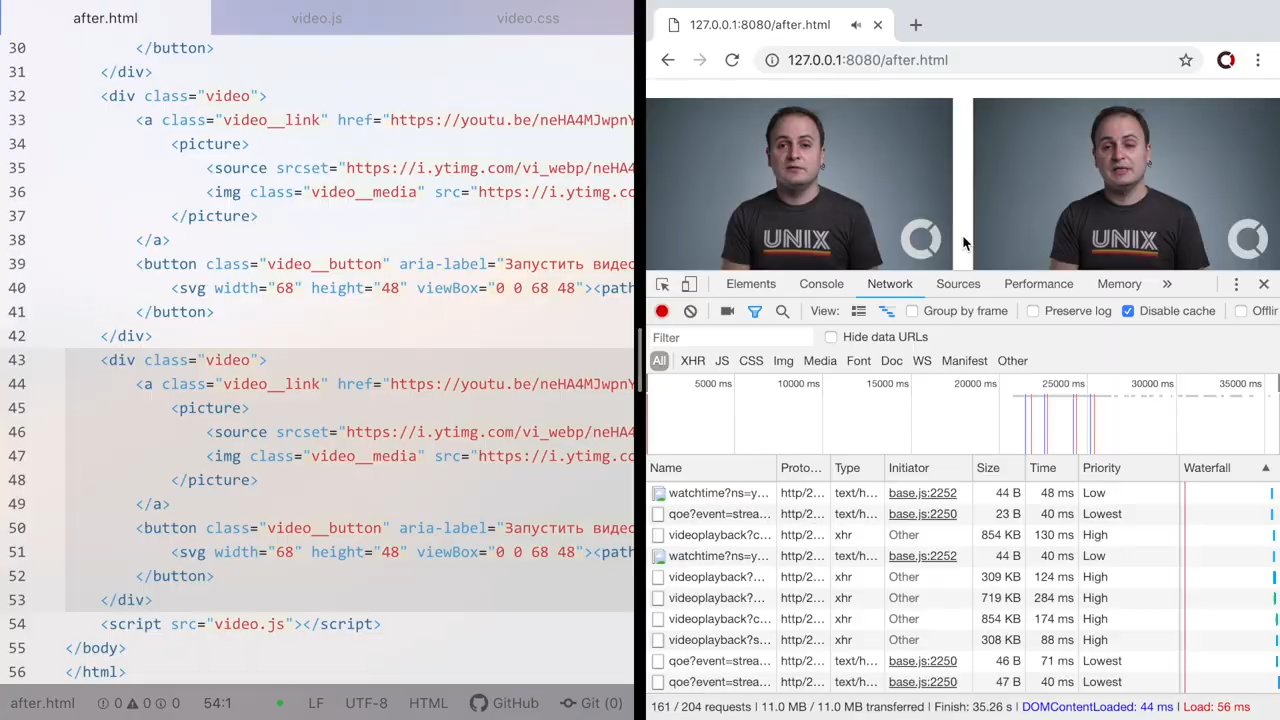 after.html
video.js
video.css
30 </button>
31 </div>
32 <div class="video">
33 <a class="video__link" href="https://youtu.be/neHA4MJwpnY
34 <picture>
35 <source srcset="https://i.ytimg.com/vi_webp/neHA4
36 <img class="video__media" src="https://i.ytimg.co
37 </picture>
38 </a>
39 <button class="video__button" aria-label="Запустить видео
40 <svg width="68" height="48" viewBox="0 0 68 48"><path
41 </button>
42 </div>
43 <div class="video">
44 <a class="video__link" href="https://youtu.be/neHA4MJwpnY
45 <picture>
46 <source srcset="https://i.ytimg.com/vi_webp/neHA4
47 <img class="video__media" src="https://i.ytimg.co
48 </picture>
49 </a>
50 <button class="video__button" aria-label="Запустить видео
51 <svg width="68" height="48" viewBox="0 0 68 48"><path
52 </button>
53 </div>
54 <script src="video.js"></script>
55 </body>
56 </html>
after.html 0 0 0 54:1 LF UTF-8 HTML GitHub Git (0)
127.0.0.1:8080/after.html
127.0.0.1:8080/after.html
UNIX
UNIX
Elements Console Network Sources Performance Memory
View: Group by frame Preserve log Disable cache Offlin
Filter Hide data URLs
All XHR JS CSS Img Media Font Doc WS Manifest Other
5000 ms 10000 ms 15000 ms 20000 ms 25000 ms 30000 ms 35000 ms
Name Proto... Type Initiator Size Time Priority Waterfall
watchtime?ns=y... http/2... text/h... base.js:2252 44 B 48 ms Low
qoe?event=strea... http/2... text/h... base.js:2250 23 B 40 ms Lowest
videoplayback?c... http/2... xhr Other 854 KB 130 ms High
watchtime?ns=y... http/2... text/h... base.js:2252 44 B 40 ms Low
videoplayback?... http/2... xhr Other 309 KB 124 ms High
videoplayback?... http/2... xhr Other 719 KB 284 ms High
videoplayback?c... http/2... xhr Other 854 KB 174 ms High
videoplayback?s... http/2... xhr Other 308 KB 88 ms High
qoe?event=strea... http/2... text/h... base.js:2250 46 B 71 ms Lowest
qoe?event=strea... http/2... text/h... base.js:2250 47 B 40 ms Lowest
161 / 204 requests | 11.0 MB / 11.0 MB transferred | Finish: 35.26 s | DOMContentLoaded: 44 ms | Load: 56 ms